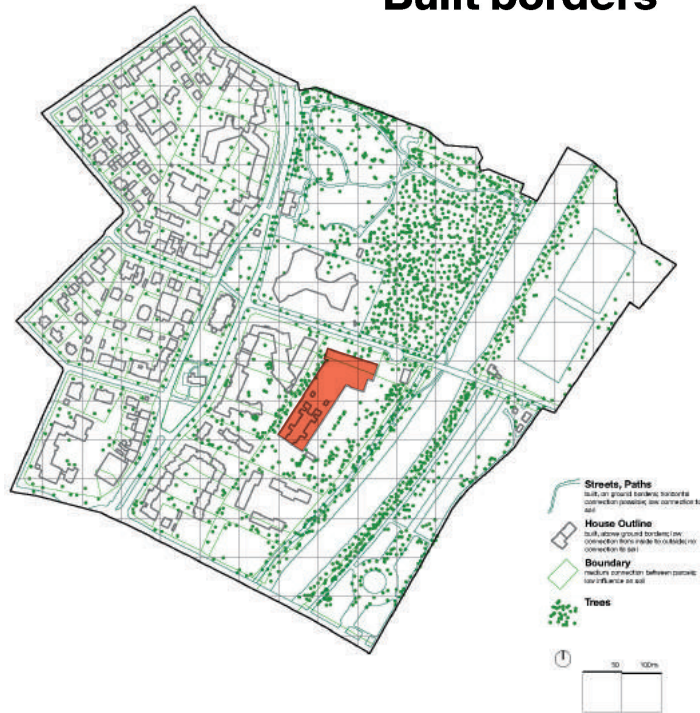 Built borders
Streets, Paths
built, on ground borders; horizontal
connection possible; low connection to
soil
House Outline
built, above ground borders; low
connection from inside to outside; no
connection to soil
Boundary
medium connection between parcels;
low influence on soil
Trees
50 100m